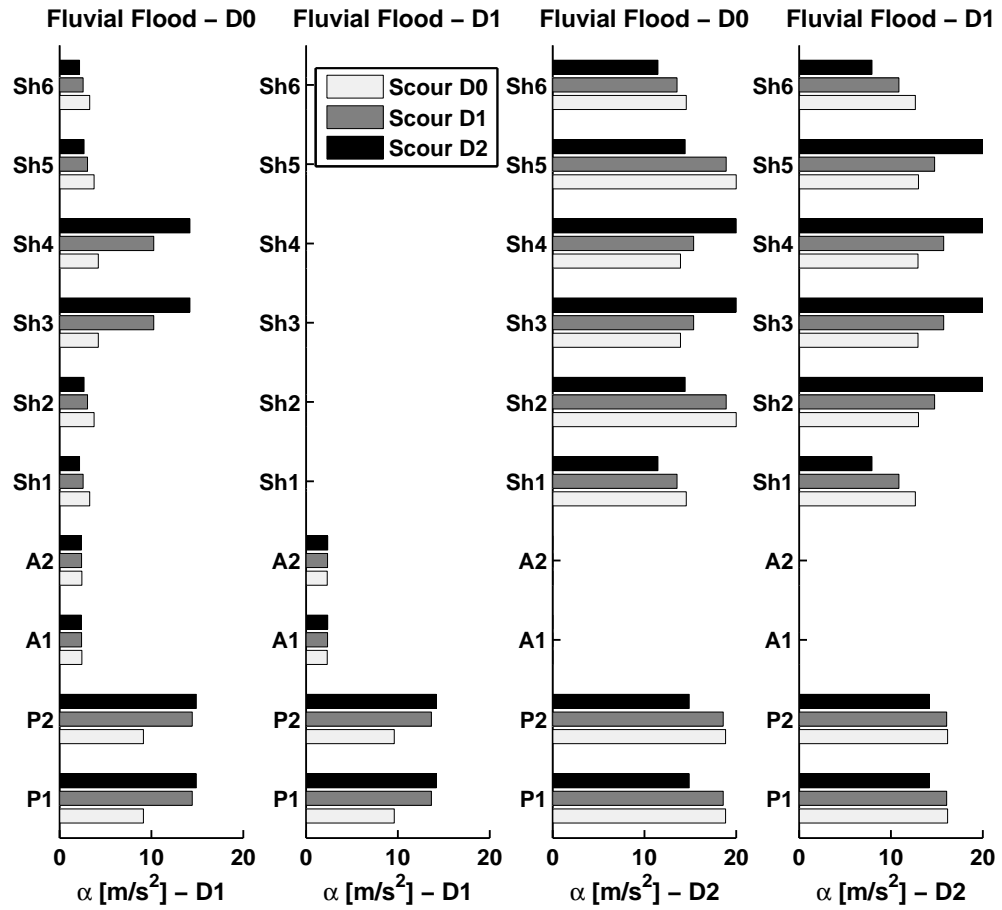 Fluvial Flood – D0
Sh6
Sh5
Sh4
Sh3
Sh2
Sh1
A2
A1
P2
P1
0 10 20
α [m/s²] – D1
Fluvial Flood – D1
Sh6
Sh5
Sh4
Sh3
Sh2
Sh1
A2
A1
P2
P1
0 10 20
α [m/s²] – D1
Scour D0
Scour D1
Scour D2
Fluvial Flood – D0
Sh6
Sh5
Sh4
Sh3
Sh2
Sh1
A2
A1
P2
P1
0 10 20
α [m/s²] – D2
Fluvial Flood – D1
Sh6
Sh5
Sh4
Sh3
Sh2
Sh1
A2
A1
P2
P1
0 10 20
α [m/s²] – D2